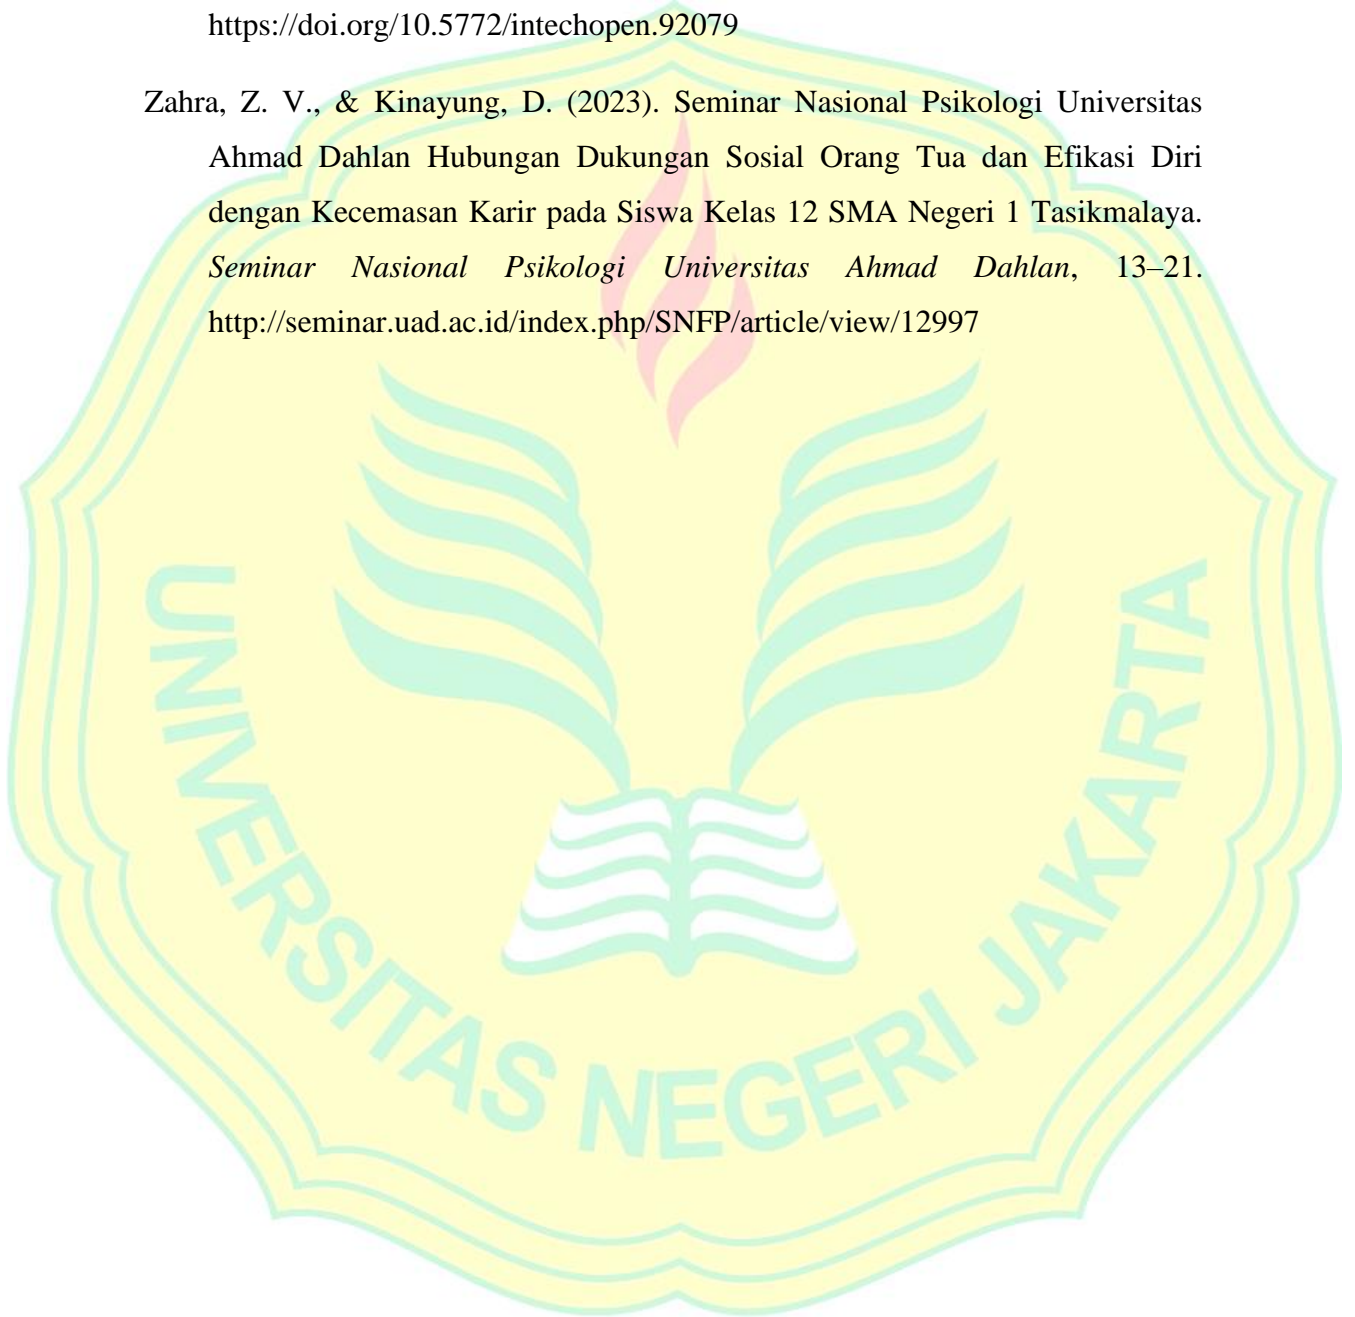 https://doi.org/10.5772/intechopen.92079
Zahra, Z. V., & Kinayung, D. (2023). Seminar Nasional Psikologi Universitas
Ahmad Dahlan Hubungan Dukungan Sosial Orang Tua dan Efikasi Diri
dengan Kecemasan Karir pada Siswa Kelas 12 SMA Negeri 1 Tasikmalaya.
Seminar Nasional Psikologi Universitas Ahmad Dahlan, 13–21.
http://seminar.uad.ac.id/index.php/SNFP/article/view/12997
UNIVERSITAS NEGERI JAKARTA